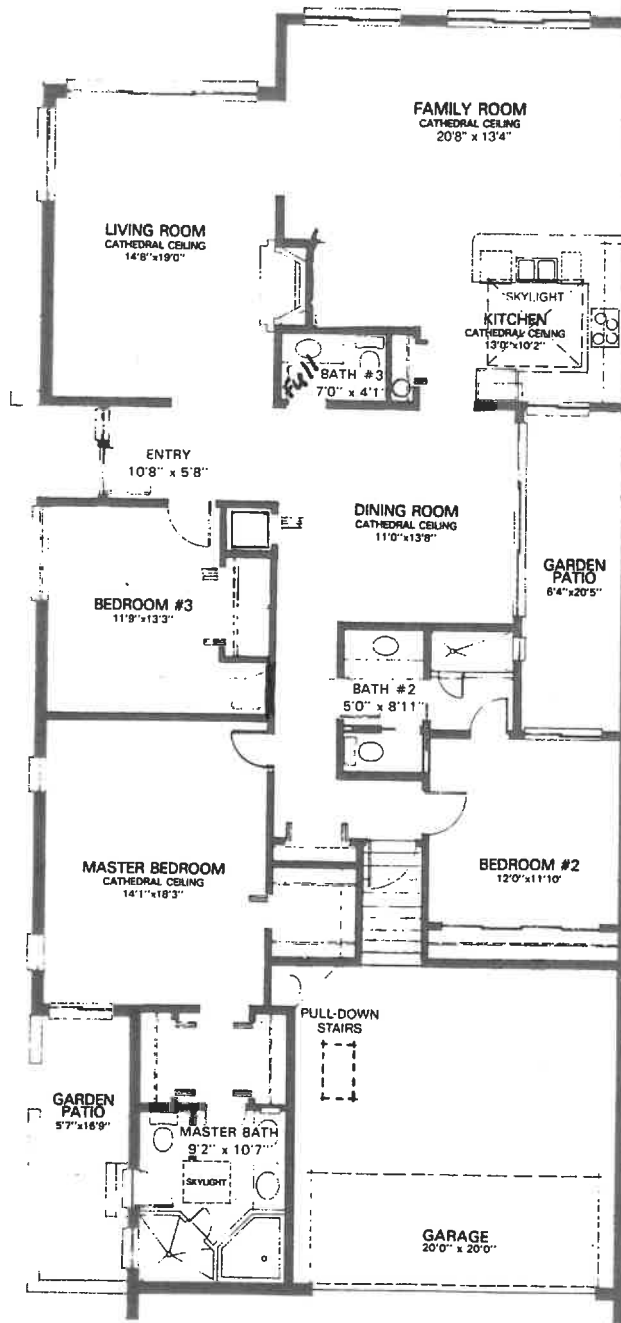 FAMILY ROOM
CATHEDRAL CEILING
20'8" x 13'4"
LIVING ROOM
CATHEDRAL CEILING
14'8"x19'0"
SKYLIGHT
KITCHEN
CATHEDRAL CEILING
13'0"x10'2"
Full
BATH #3
7'0" x 4'1"
ENTRY
10'8" x 5'8"
DINING ROOM
CATHEDRAL CEILING
11'0"x13'8"
GARDEN
PATIO
6'4"x20'5"
BEDROOM #3
11'9"x13'3"
BATH #2
5'0" x 8'11"
MASTER BEDROOM
CATHEDRAL CEILING
14'1"x18'3"
BEDROOM #2
12'0"x11'10'
PULL-DOWN
STAIRS
GARDEN
PATIO
5'7"x16'9"
MASTER BATH
9'2" x 10'7"
SKYLIGHT
GARAGE
20'0" x 20'0"